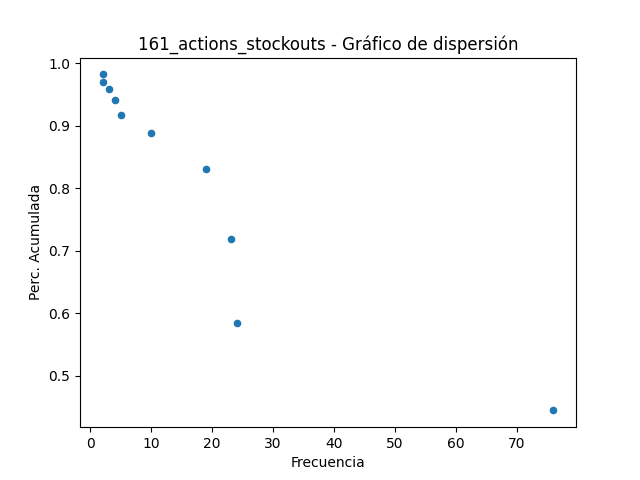 161_actions_stockouts - Gráfico de dispersión
1.0
0.9
0.8
0.7
0.6
0.5
Perc. Acumulada
0 10 20 30 40 50 60 70
Frecuencia